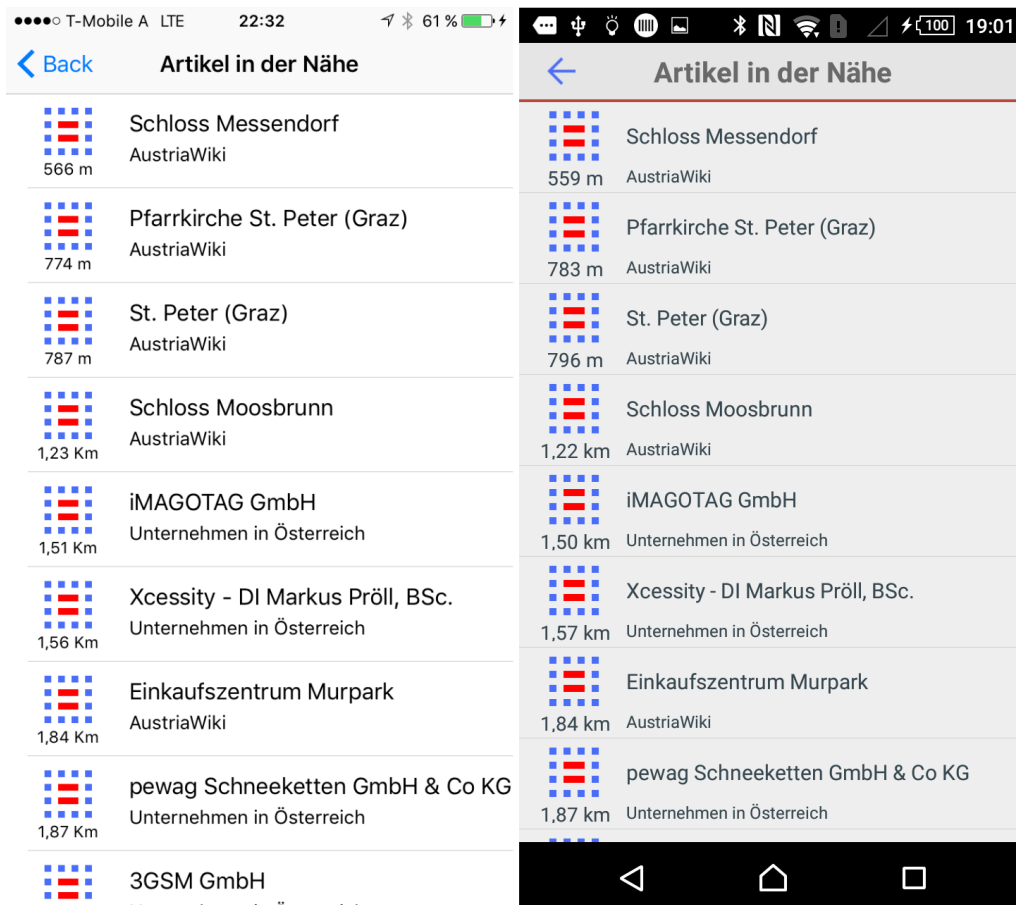 T-Mobile A LTE 22:32 61 %
Back Artikel in der Nähe
Schloss Messendorf
AustriaWiki
566 m
Pfarrkirche St. Peter (Graz)
AustriaWiki
774 m
St. Peter (Graz)
AustriaWiki
787 m
Schloss Moosbrunn
AustriaWiki
1,23 Km
iMAGOTAG GmbH
Unternehmen in Österreich
1,51 Km
Xcessity - DI Markus Pröll, BSc.
Unternehmen in Österreich
1,56 Km
Einkaufszentrum Murpark
AustriaWiki
1,84 Km
pewag Schneeketten GmbH & Co KG
Unternehmen in Österreich
1,87 Km
3GSM GmbH
100 19:01
Artikel in der Nähe
Schloss Messendorf
559 m AustriaWiki
Pfarrkirche St. Peter (Graz)
783 m AustriaWiki
St. Peter (Graz)
796 m AustriaWiki
Schloss Moosbrunn
1,22 km AustriaWiki
iMAGOTAG GmbH
1,50 km Unternehmen in Österreich
Xcessity - DI Markus Pröll, BSc.
1,57 km Unternehmen in Österreich
Einkaufszentrum Murpark
1,84 km AustriaWiki
pewag Schneeketten GmbH & Co KG
1,87 km Unternehmen in Österreich